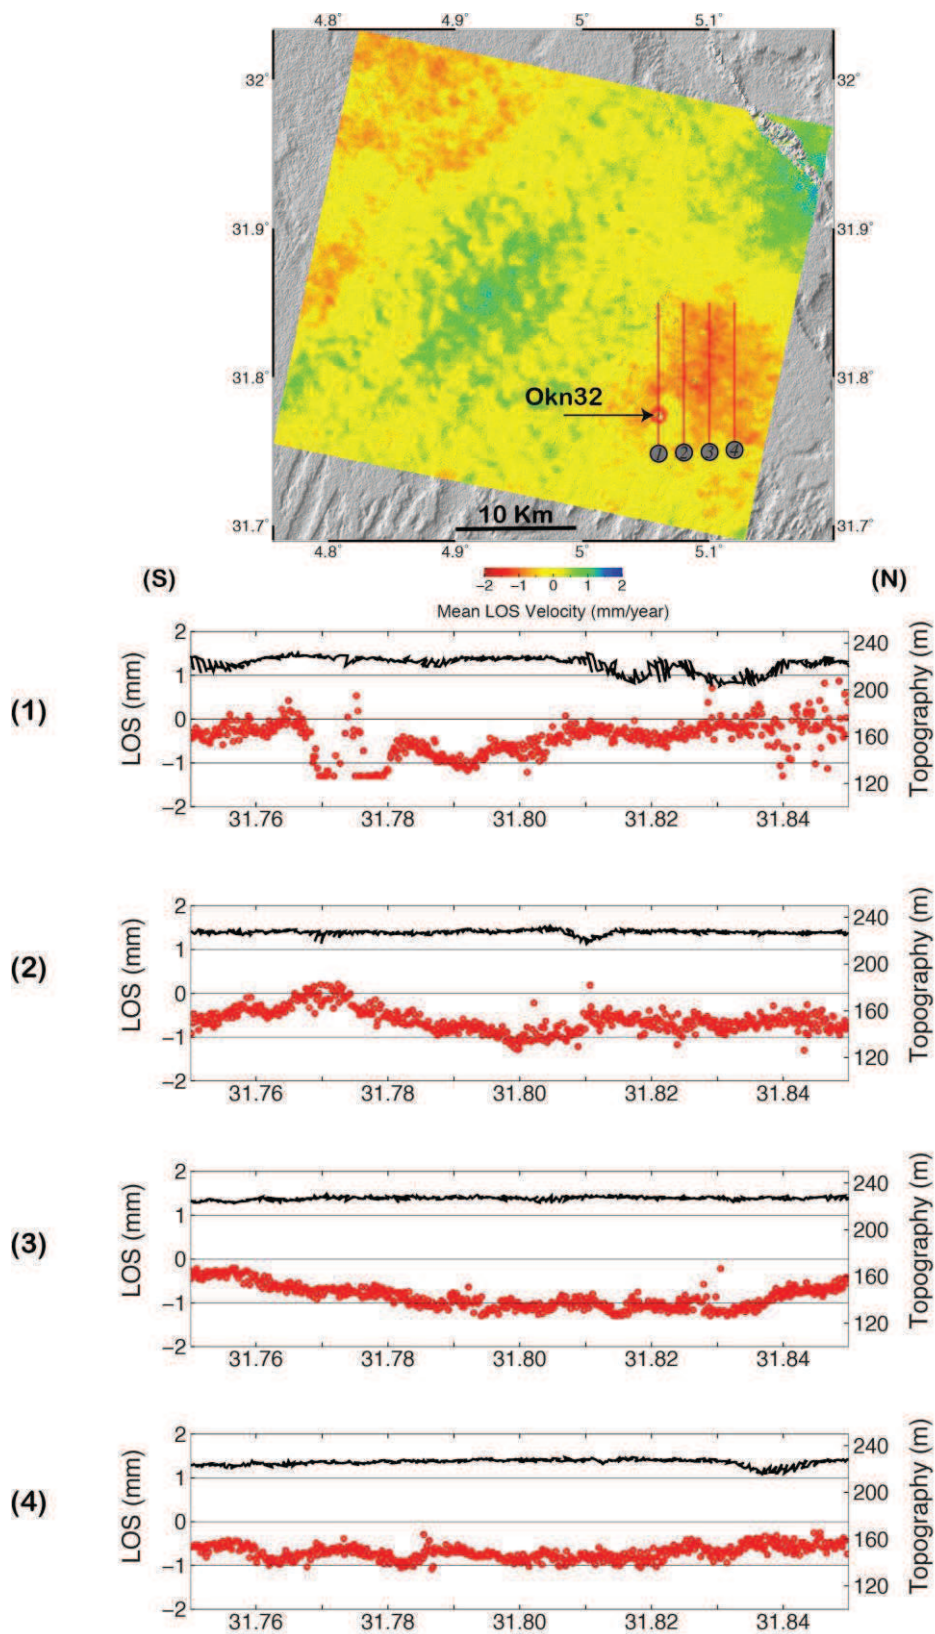 4.8° 4.9° 5° 5.1°
32° 32°
31.9° 31.9°
31.8° 31.8°
Okn32
1 2 3 4
31.7° 10 Km 31.7°
4.8° 4.9° 5° 5.1°
(S) (N)
−2 −1 0 1 2
Mean LOS Velocity (mm/year)
(1)
LOS (mm)
2
1
0
−1
−2
240
200
160
120
Topography (m)
31.76 31.78 31.80 31.82 31.84
(2)
LOS (mm)
2
1
0
−1
−2
240
200
160
120
Topography (m)
31.76 31.78 31.80 31.82 31.84
(3)
LOS (mm)
2
1
0
−1
−2
240
200
160
120
Topography (m)
31.76 31.78 31.80 31.82 31.84
(4)
LOS (mm)
2
1
0
−1
−2
240
200
160
120
Topography (m)
31.76 31.78 31.80 31.82 31.84